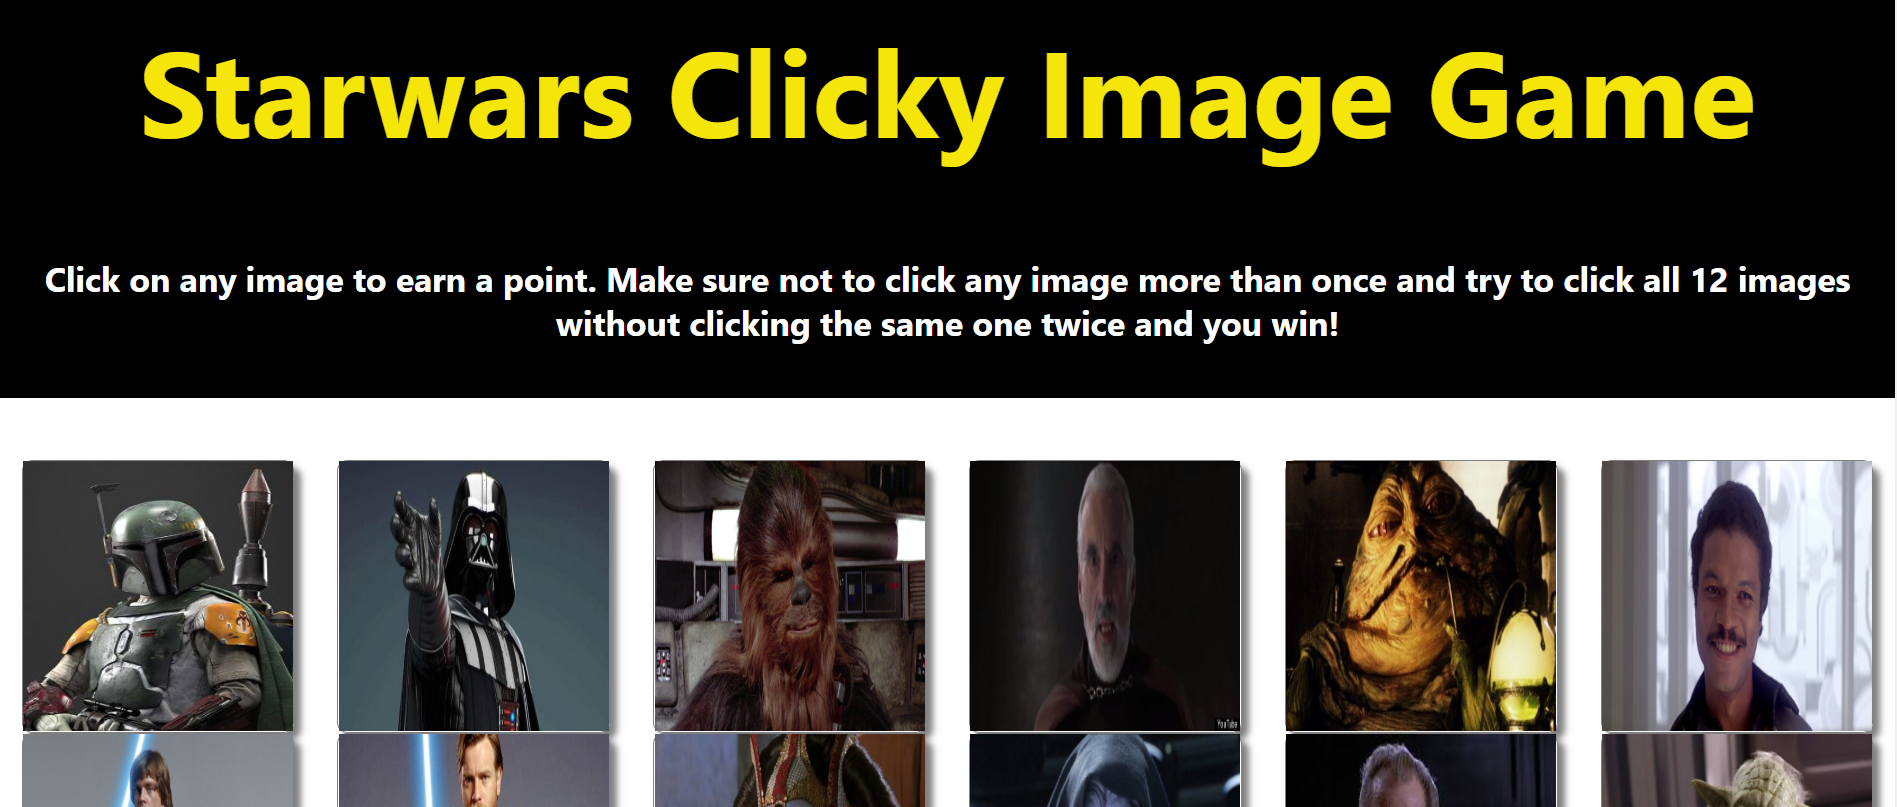 Starwars Clicky Image Game
Click on any image to earn a point. Make sure not to click any image more than once and try to click all 12 images
without clicking the same one twice and you win!
YouTube